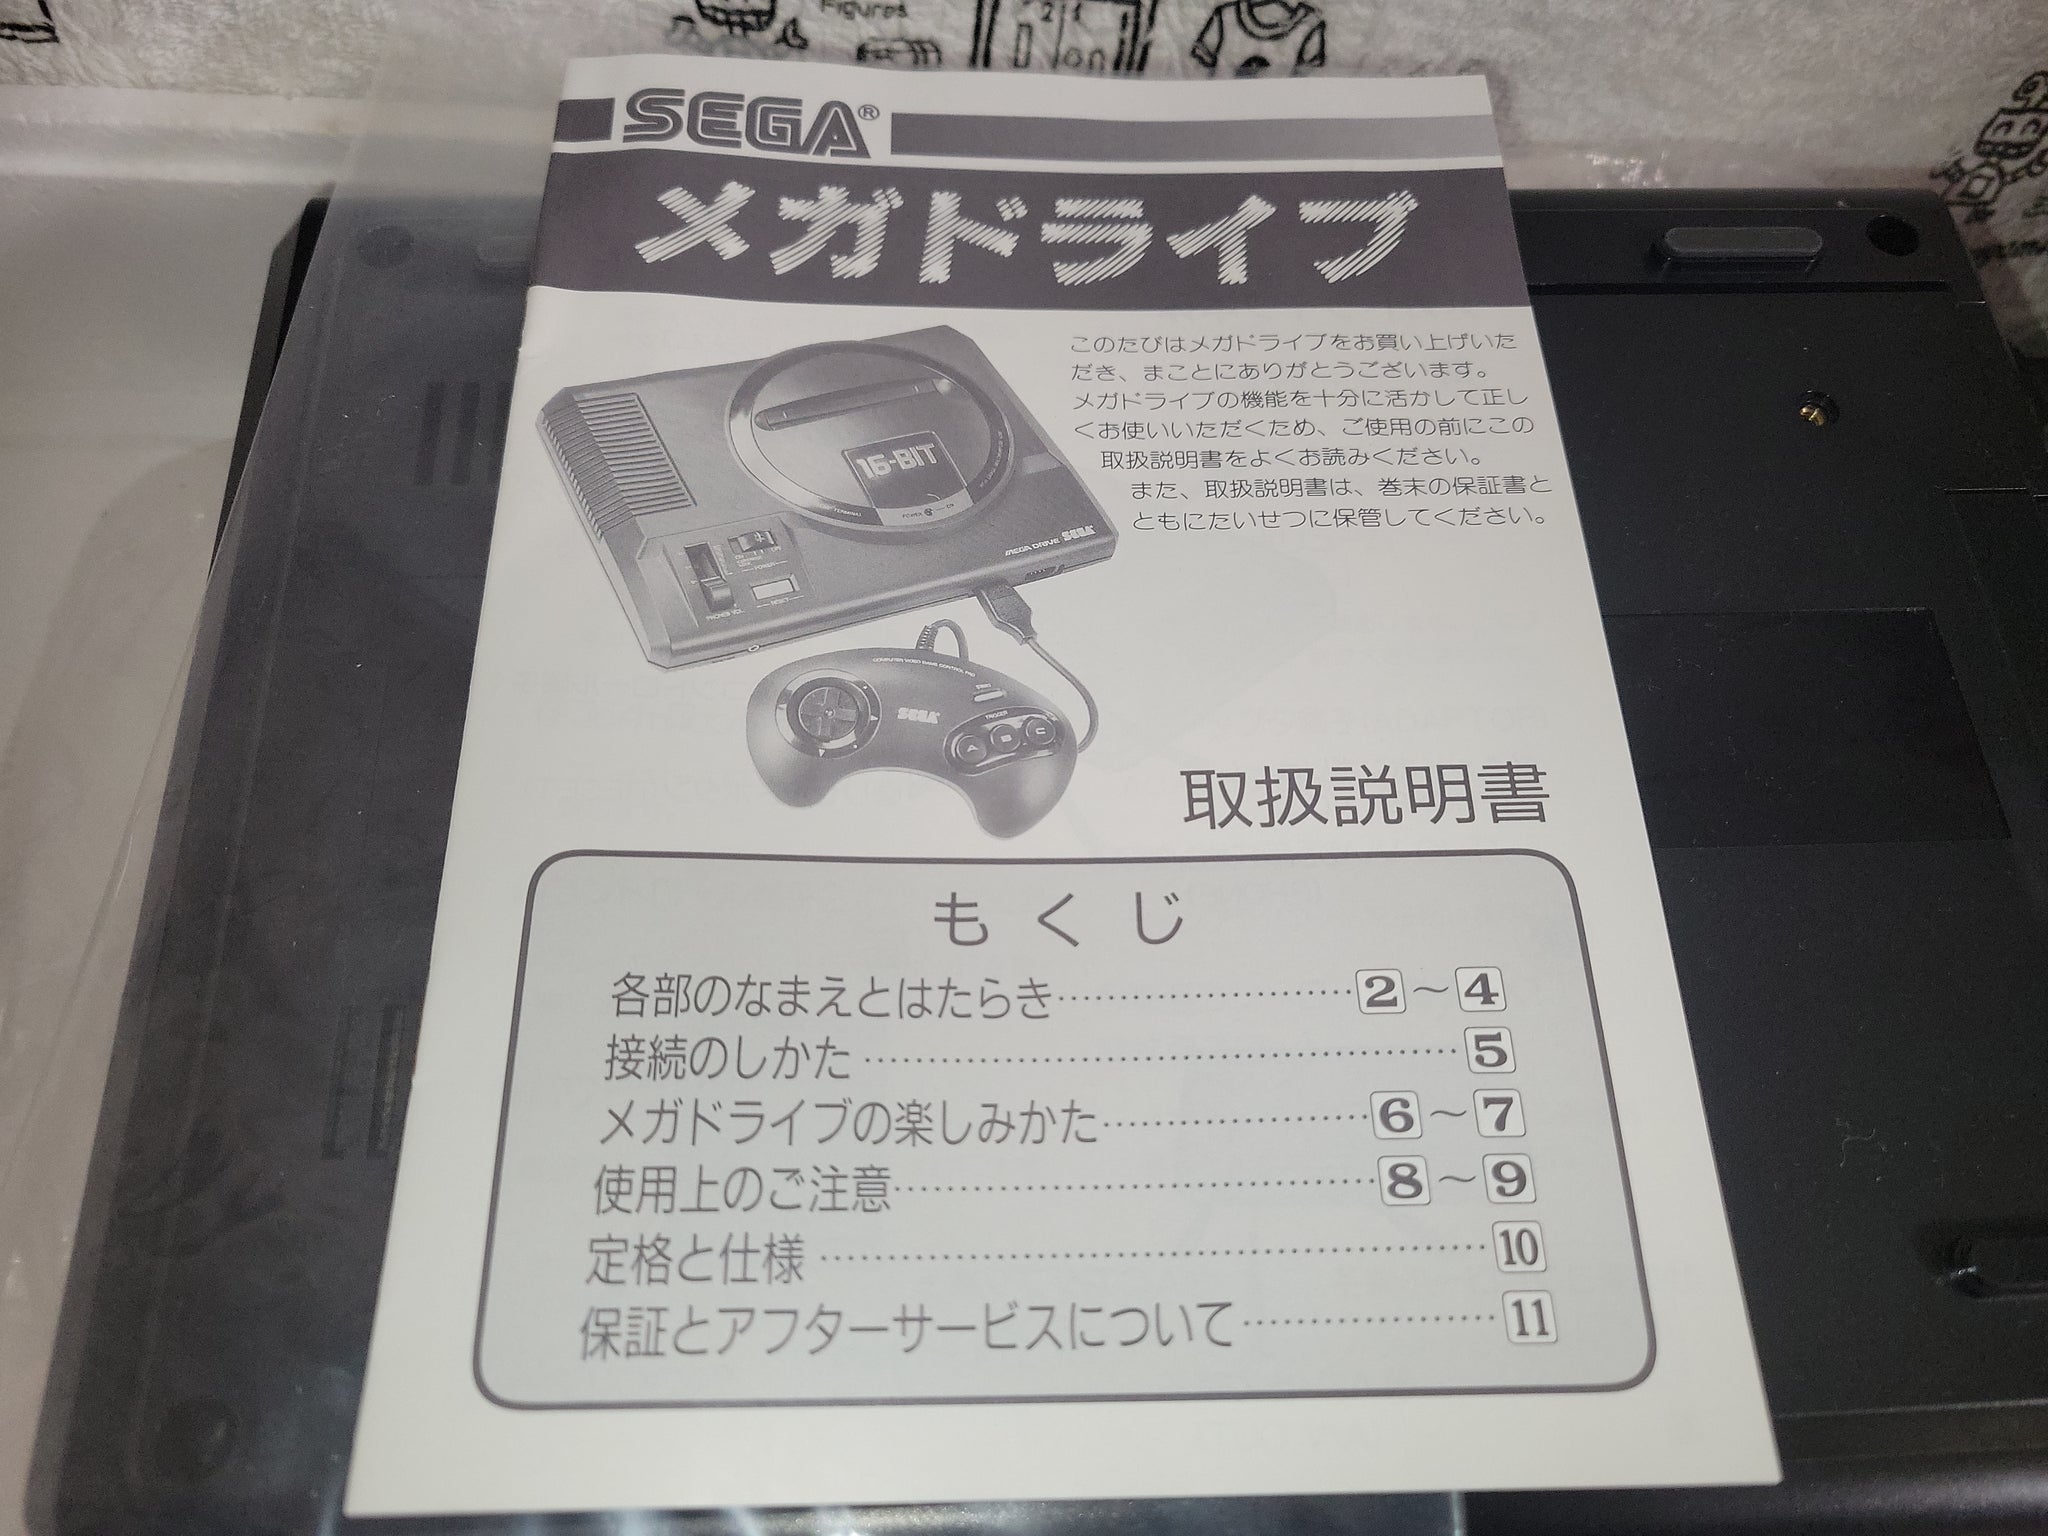 Figures
SEGA®
メガドライブ
このたびはメガドライブをお買い上げいた
だき、まことにありがとうございます。
メガドライブの機能を十分に活かして正し
くお使いいただくため、ご使用の前にこの
取扱説明書をよくお読みください。
また、取扱説明書は、巻末の保証書と
ともにたいせつに保管してください。
16-BIT
MEGA DRIVE SEGA
SEGA
A B C
取扱説明書
もくじ
各部のなまえとはたらき…………………… 2～4
接続のしかた…………………………………… 5
メガドライブの楽しみかた………………… 6～7
使用上のご注意……………………………… 8～9
定格と仕様……………………………………… 10
保証とアフターサービスについて…………… 11